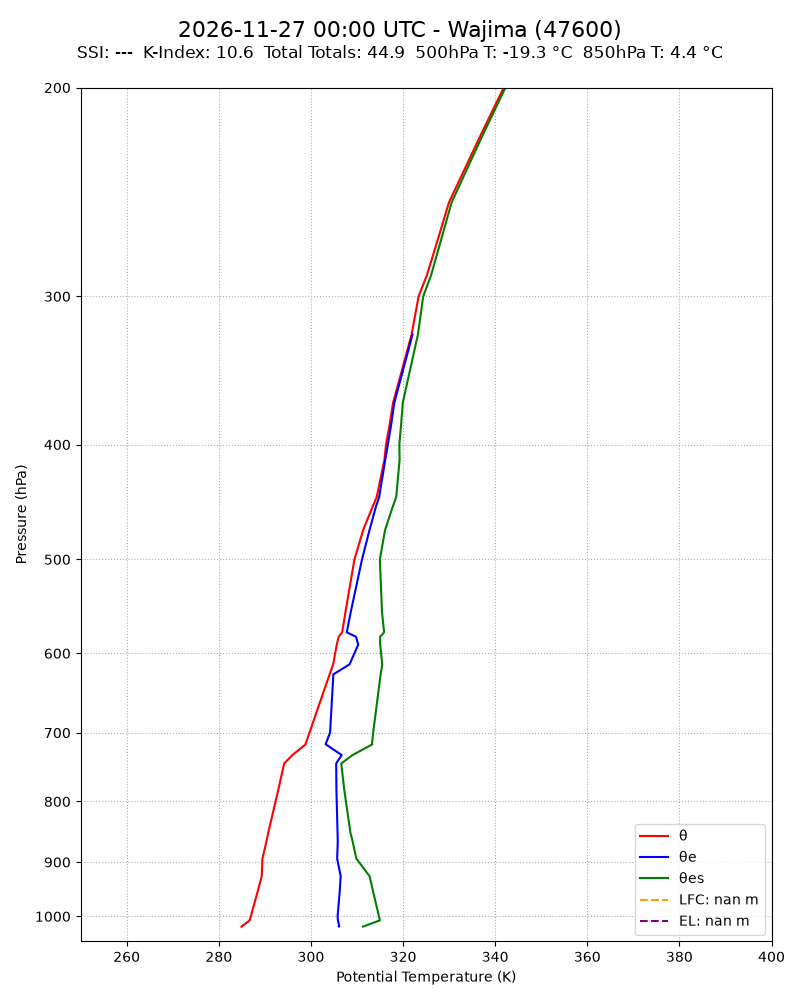 2026-11-27 00:00 UTC - Wajima (47600)
SSI: --- K-Index: 10.6 Total Totals: 44.9 500hPa T: -19.3 °C 850hPa T: 4.4 °C
200
300
400
500
600
700
800
900
1000
Pressure (hPa)
260 280 300 320 340 360 380 400
Potential Temperature (K)
θ
θe
θes
LFC: nan m
EL: nan m